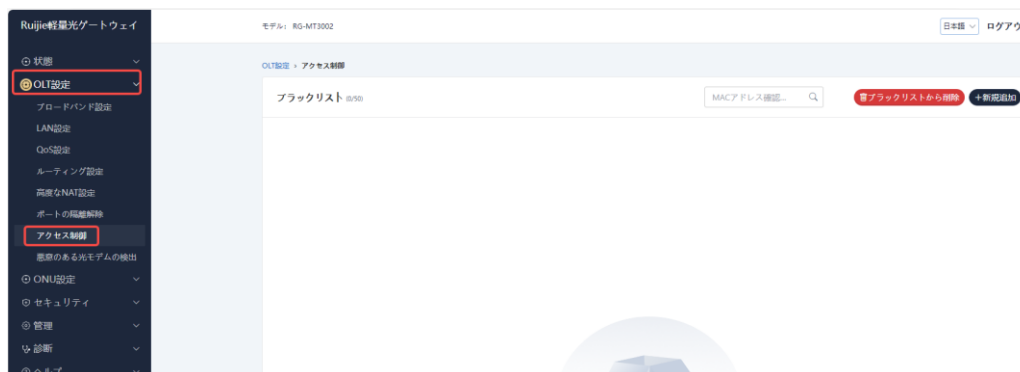 Ruijie軽量光ゲートウェイ
モデル: RG-MT3002
日本語
ログアウ
状態
OLT設定
ブロードバンド設定
LAN設定
QoS設定
ルーティング設定
高度なNAT設定
ポートの隔離解除
アクセス制御
悪意のある光モデムの検出
ONU設定
セキュリティ
管理
診断
ヘルプ
OLT設定 > アクセス制御
ブラックリスト (0/50)
MACアドレス確認...
ブラックリストから削除
+新規追加